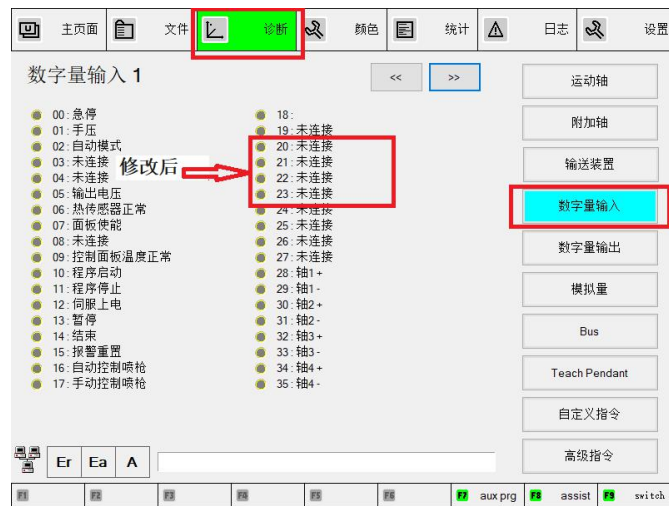 主页面 文件 诊断 颜色 统计 日志 设置
数字量输入 1
<< >>
00:急停
01:手压
02:自动模式
03:未连接
04:未连接
05:输出电压
06:热传感器正常
07:面板使能
08:未连接
09:控制面板温度正常
10:程序启动
11:程序停止
12:伺服上电
13:暂停
14:结束
15:报警重置
16:自动控制喷枪
17:手动控制喷枪
修改后
18:
19:未连接
20:未连接
21:未连接
22:未连接
23:未连接
24:未连接
25:未连接
26:未连接
27:未连接
28:轴1+
29:轴1-
30:轴2+
31:轴2-
32:轴3+
33:轴3-
34:轴4+
35:轴4-
运动轴
附加轴
输送装置
数字量输入
数字量输出
模拟量
Bus
Teach Pendant
自定义指令
高级指令
Er Ea A
F1 F2 F3 F4 F5 F6 F7 aux prg F8 assist F9 switch